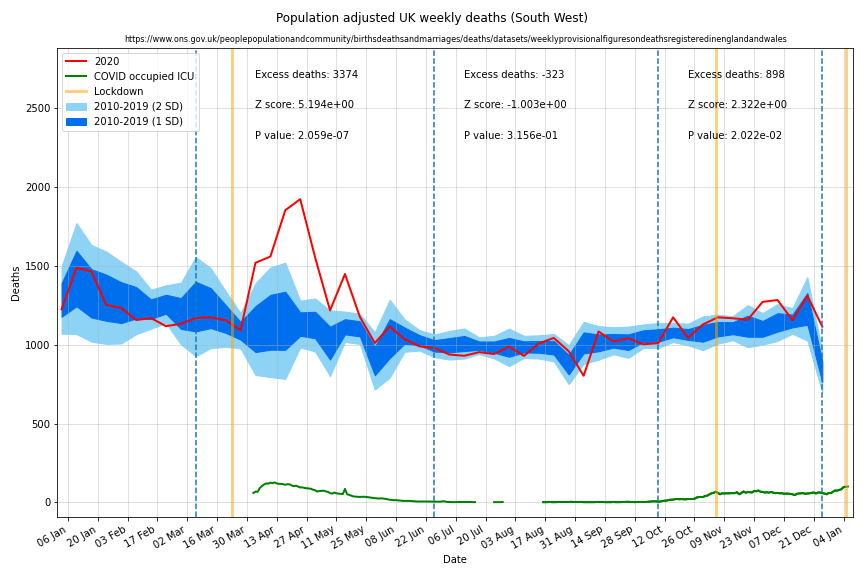 Population adjusted UK weekly deaths (South West)
https://www.ons.gov.uk/peoplepopulationandcommunity/birthsdeathsandmarriages/deaths/datasets/weeklyprovisionalfiguresondeathsregisteredinenglandandwales
2020
COVID occupied ICU
Lockdown
2010-2019 (2 SD)
2010-2019 (1 SD)
Excess deaths: 3374
Z score: 5.194e+00
P value: 2.059e-07
Excess deaths: -323
Z score: -1.003e+00
P value: 3.156e-01
Excess deaths: 898
Z score: 2.322e+00
P value: 2.022e-02
2500
2000
1500
1000
500
0
Deaths
06 Jan
20 Jan
03 Feb
17 Feb
02 Mar
16 Mar
30 Mar
13 Apr
27 Apr
11 May
25 May
08 Jun
22 Jun
06 Jul
20 Jul
03 Aug
17 Aug
31 Aug
14 Sep
28 Sep
12 Oct
26 Oct
09 Nov
23 Nov
07 Dec
21 Dec
04 Jan
Date